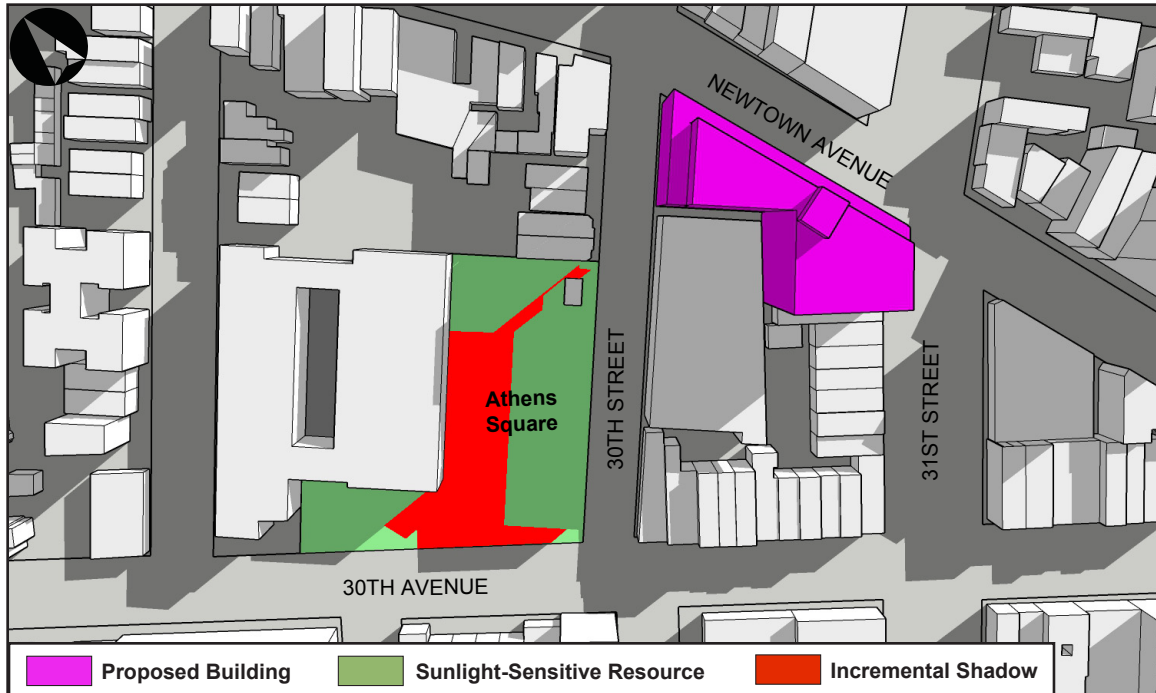 NEWTOWN AVENUE
Athens
Square
30TH STREET
31ST STREET
30TH AVENUE
Proposed Building
Sunlight-Sensitive Resource
Incremental Shadow